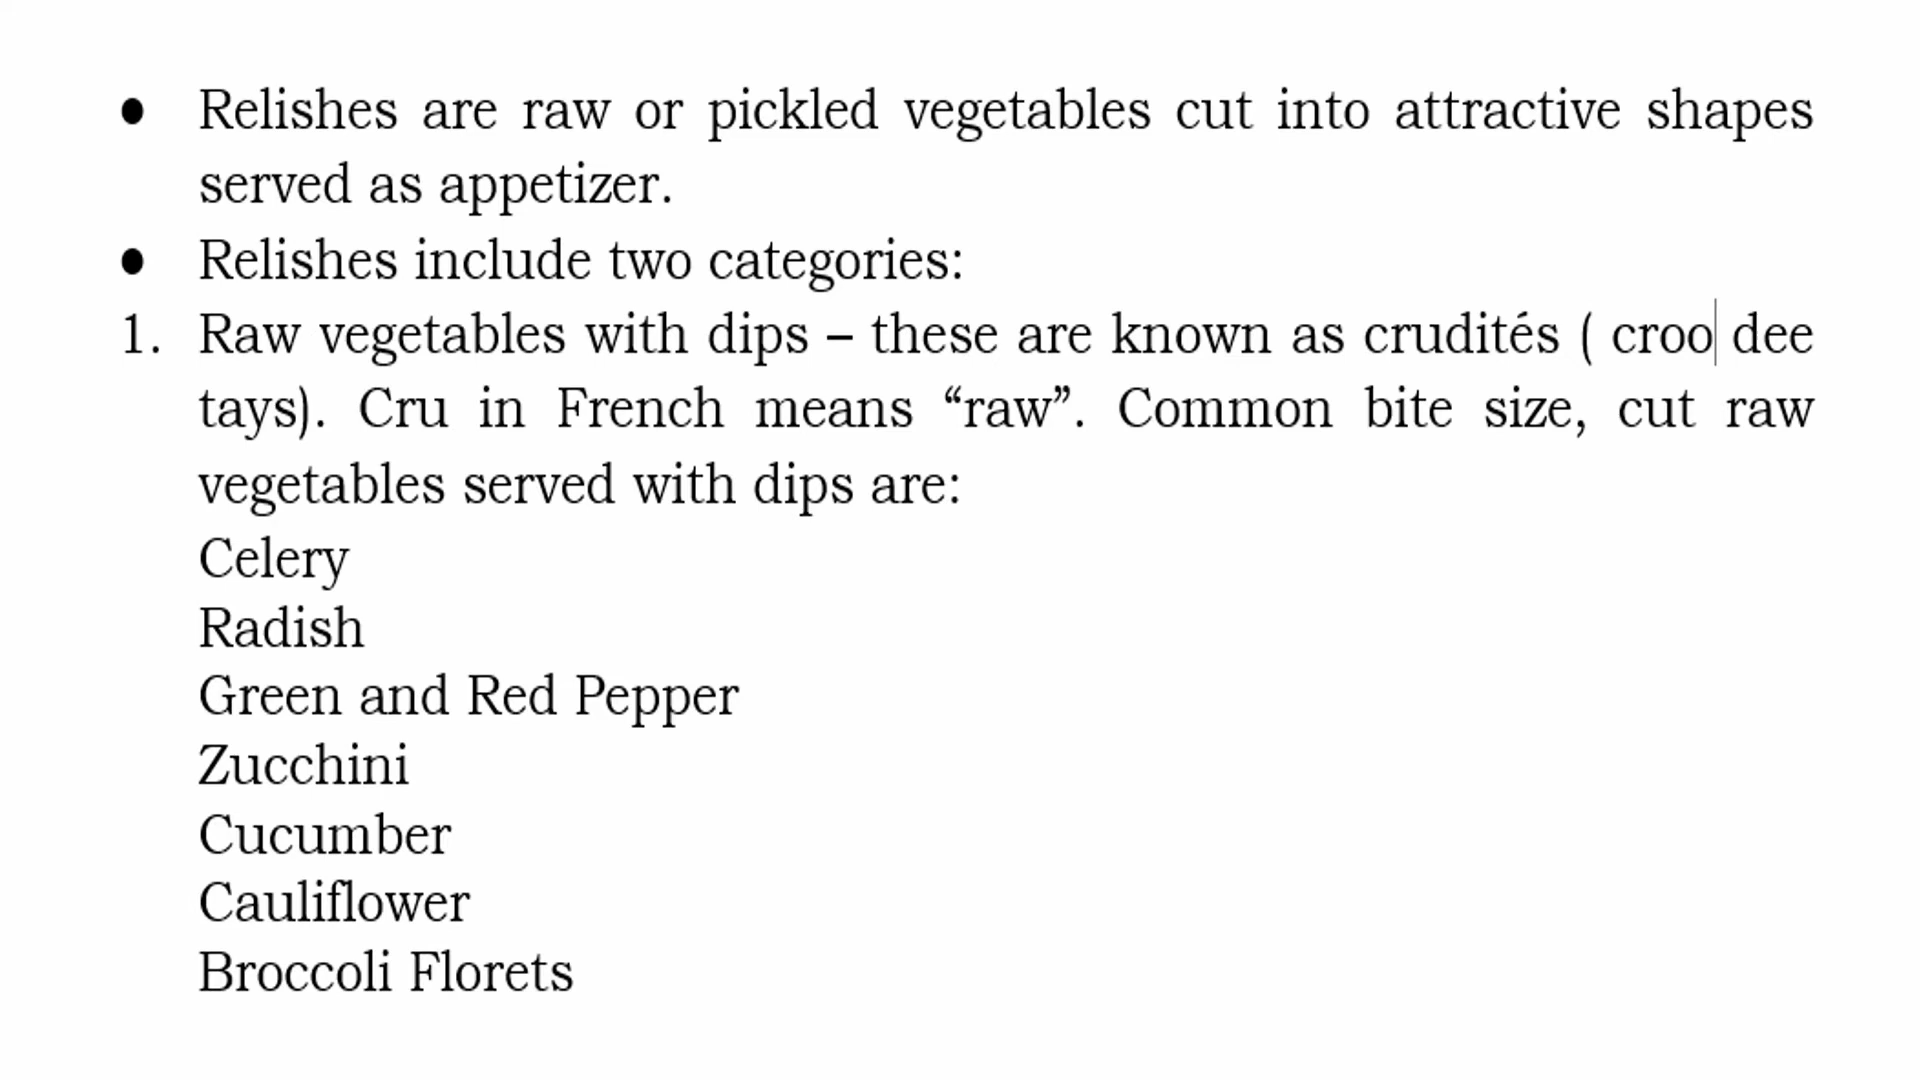 ● Relishes are raw or pickled vegetables cut into attractive shapes
served as appetizer.
● Relishes include two categories:
1. Raw vegetables with dips – these are known as crudités ( croo dee
tays). Cru in French means “raw”. Common bite size, cut raw
vegetables served with dips are:
Celery
Radish
Green and Red Pepper
Zucchini
Cucumber
Cauliflower
Broccoli Florets